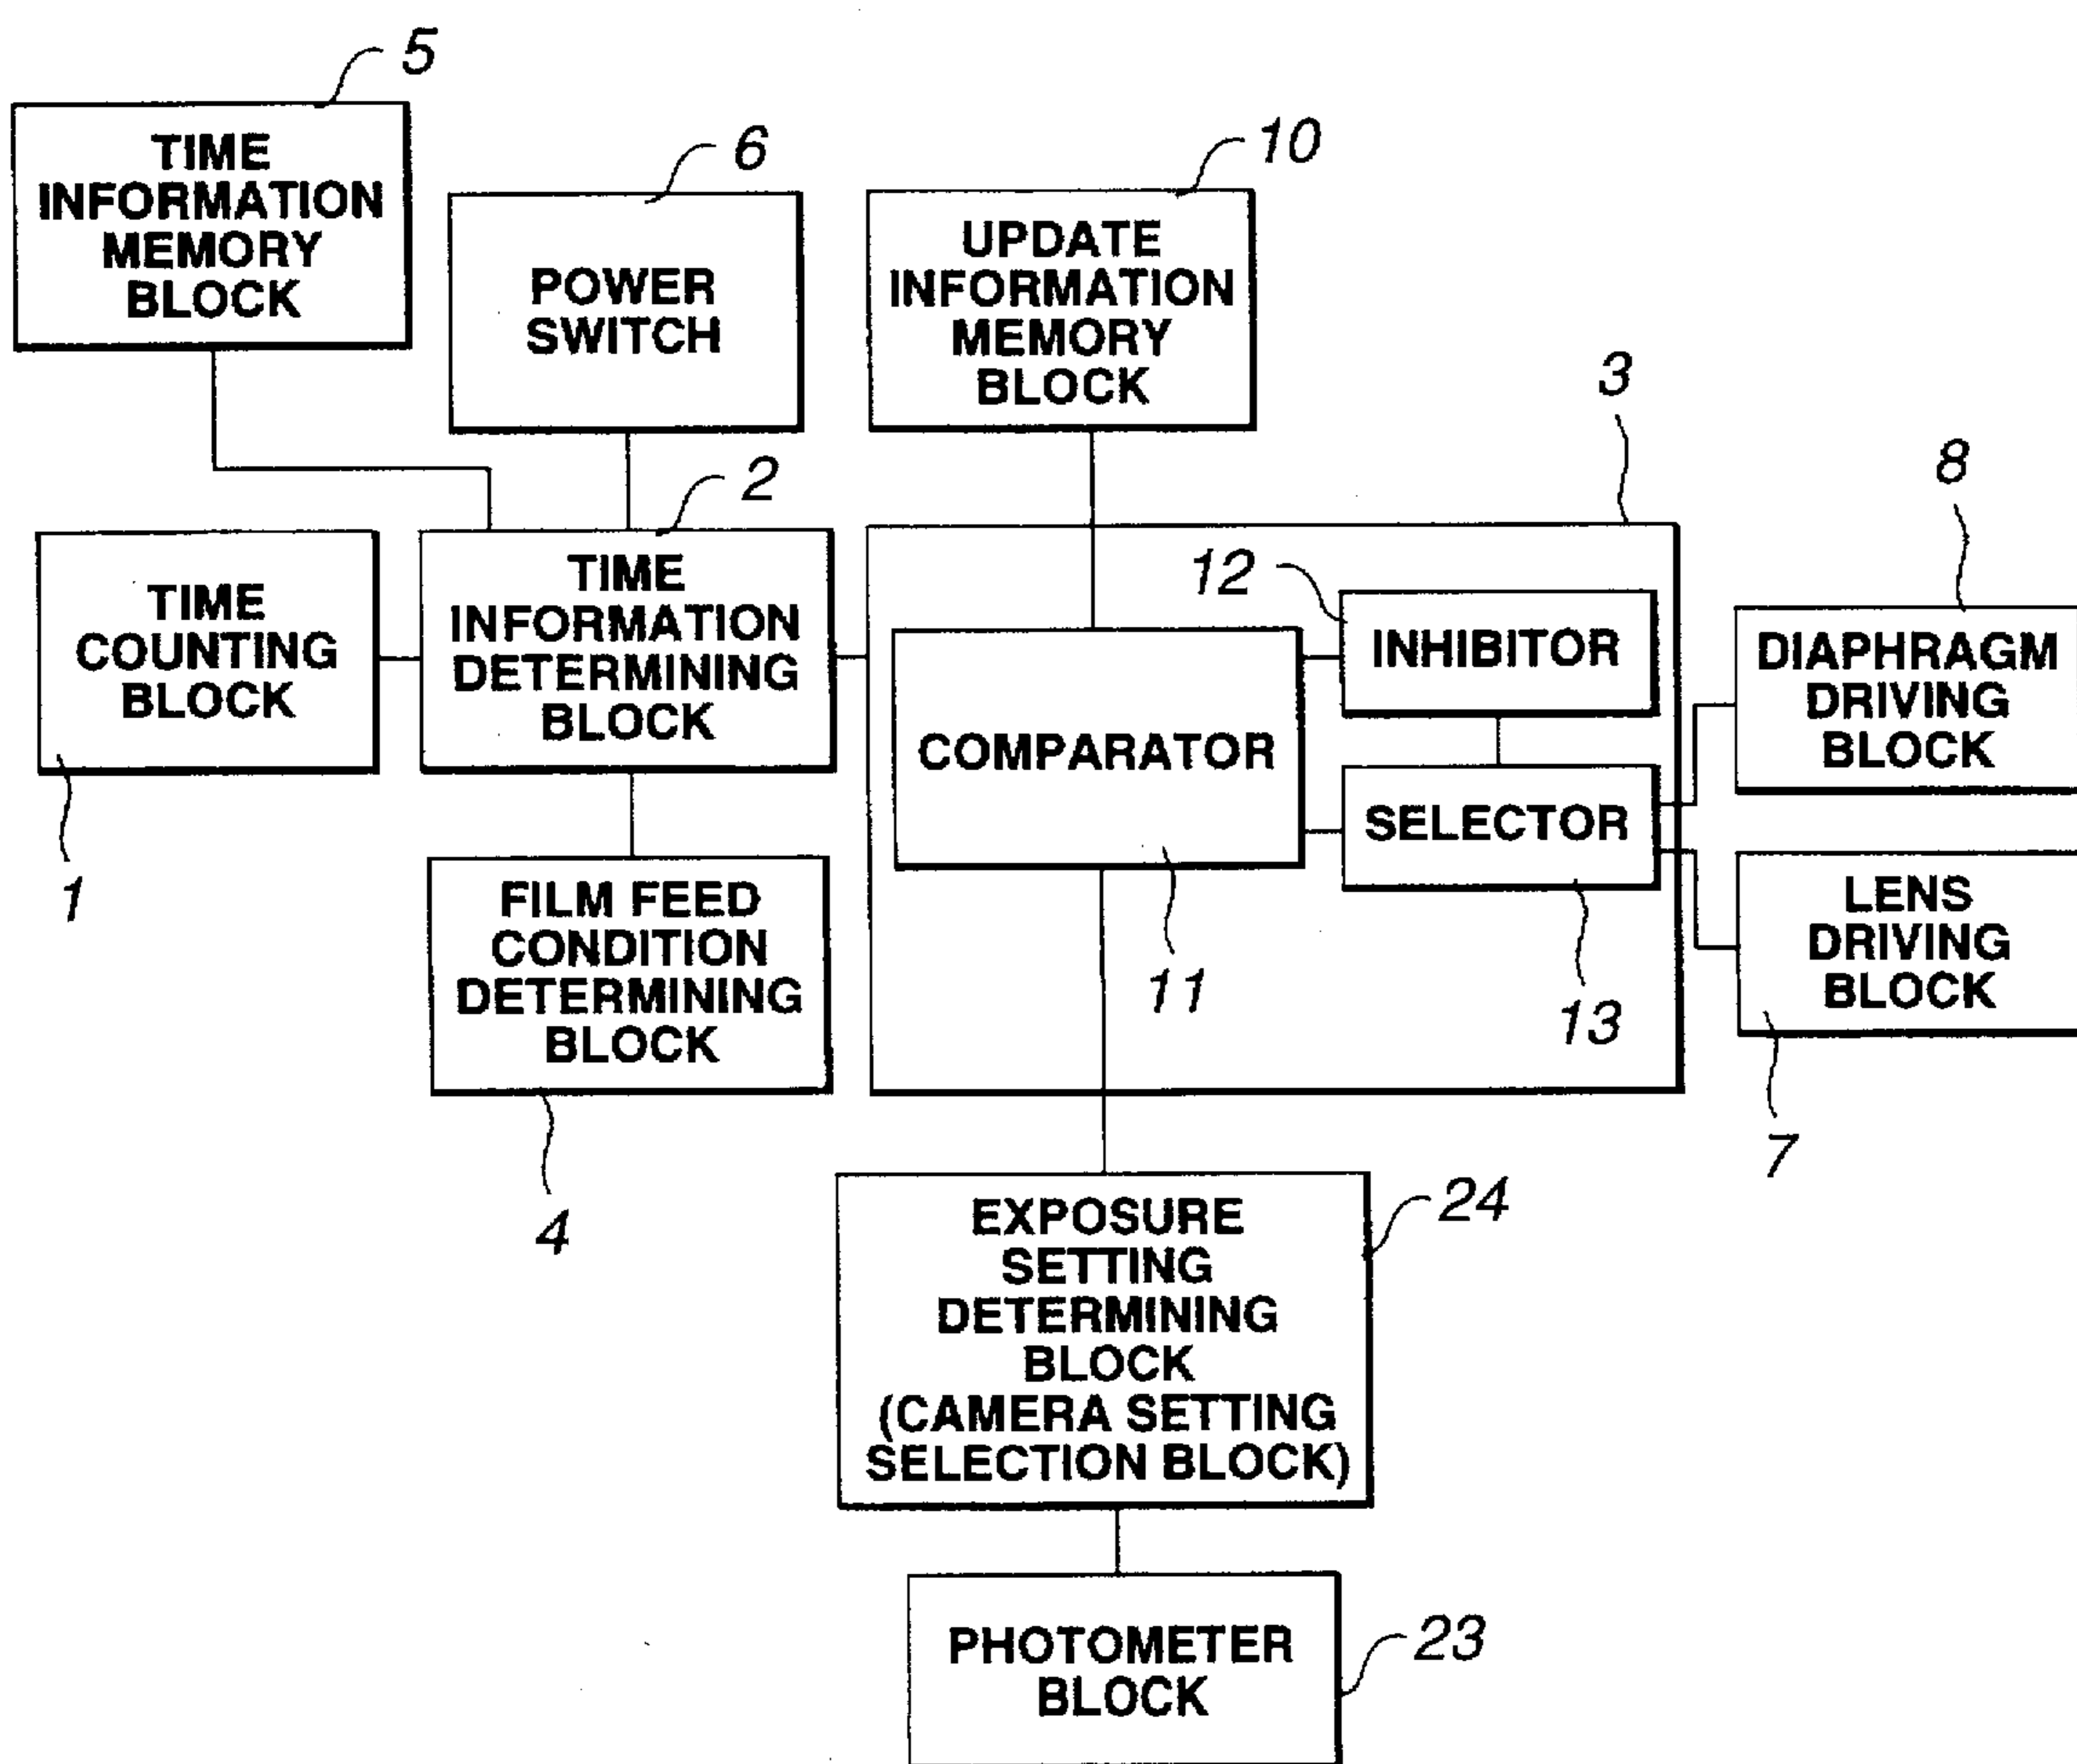 5
TIME
INFORMATION
MEMORY
BLOCK
6
POWER
SWITCH
10
UPDATE
INFORMATION
MEMORY
BLOCK
3
1
TIME
COUNTING
BLOCK
2
TIME
INFORMATION
DETERMINING
BLOCK
4
FILM FEED
CONDITION
DETERMINING
BLOCK
COMPARATOR
11
12
INHIBITOR
SELECTOR
13
8
DIAPHRAGM
DRIVING
BLOCK
LENS
DRIVING
BLOCK
7
24
EXPOSURE
SETTING
DETERMINING
BLOCK
(CAMERA SETTING
SELECTION BLOCK)
PHOTOMETER
BLOCK
23